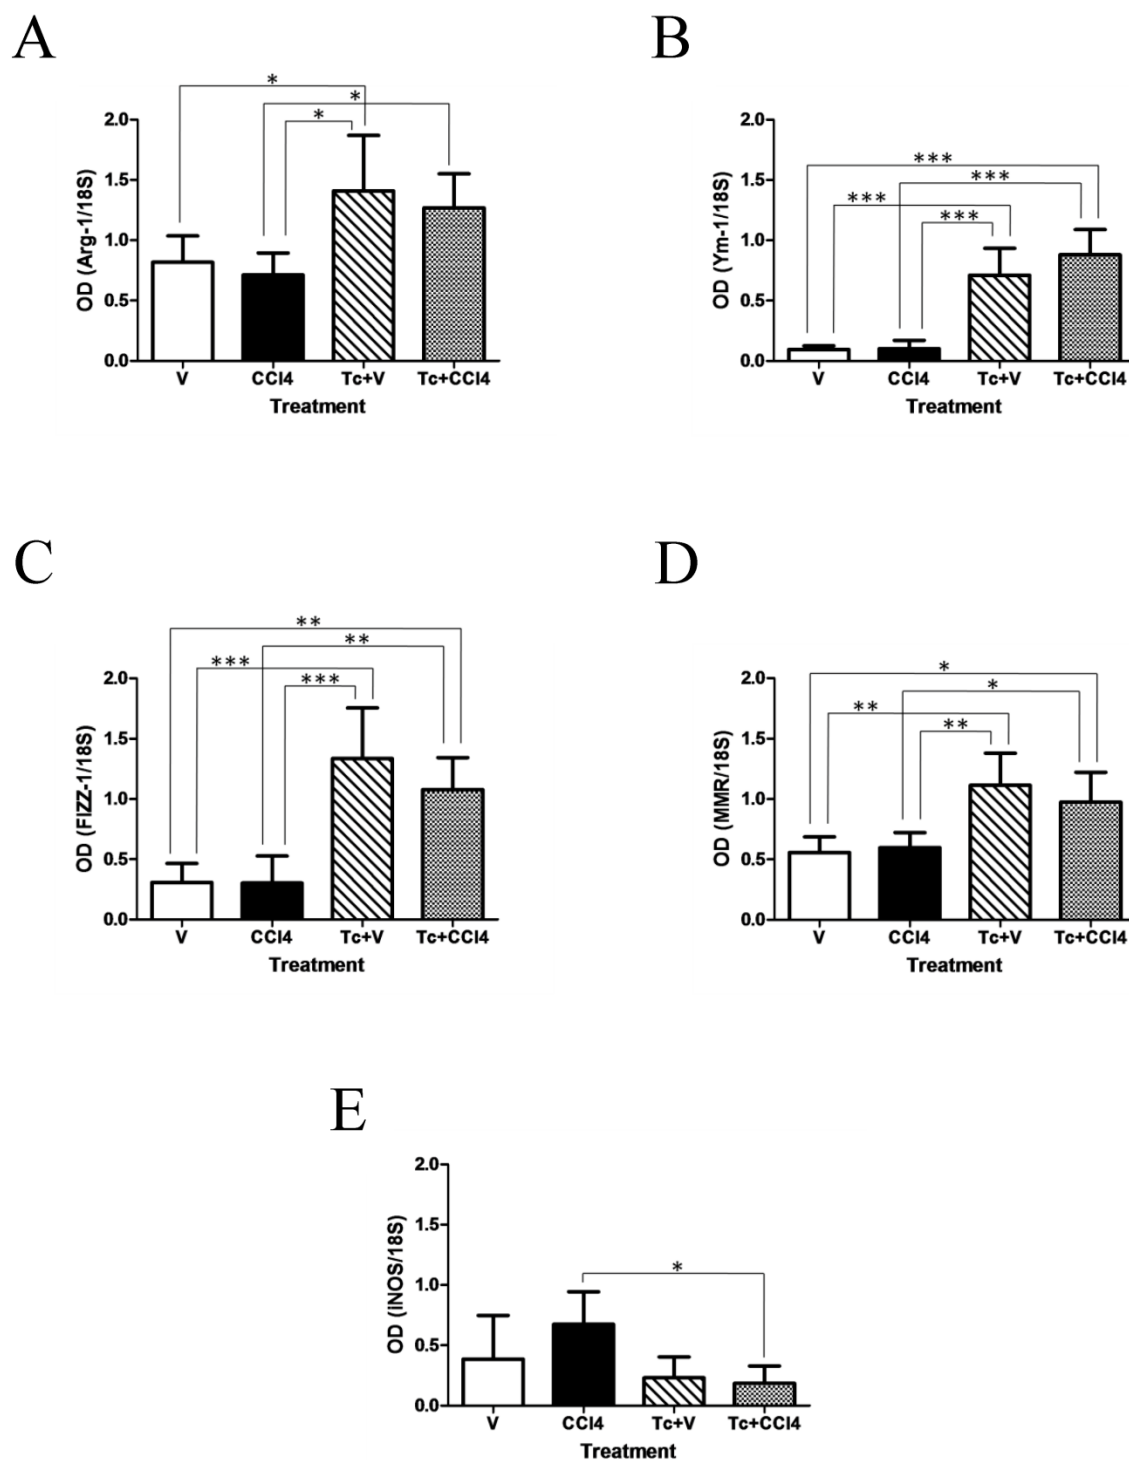 A
B
*
*
*
2.0
1.5
1.0
0.5
0.0
OD (Arg-1/18S)
V CCl4 Tc+V Tc+CCl4
Treatment
***
***
***
***
2.0
1.5
1.0
0.5
0.0
OD (Ym-1/18S)
V CCl4 Tc+V Tc+CCl4
Treatment
C
D
**
**
***
***
2.0
1.5
1.0
0.5
0.0
OD (FIZZ-1/18S)
V CCl4 Tc+V Tc+CCl4
Treatment
*
*
**
**
2.0
1.5
1.0
0.5
0.0
OD (MMR/18S)
V CCl4 Tc+V Tc+CCl4
Treatment
E
*
2.0
1.5
1.0
0.5
0.0
OD (iNOS/18S)
V CCl4 Tc+V Tc+CCl4
Treatment